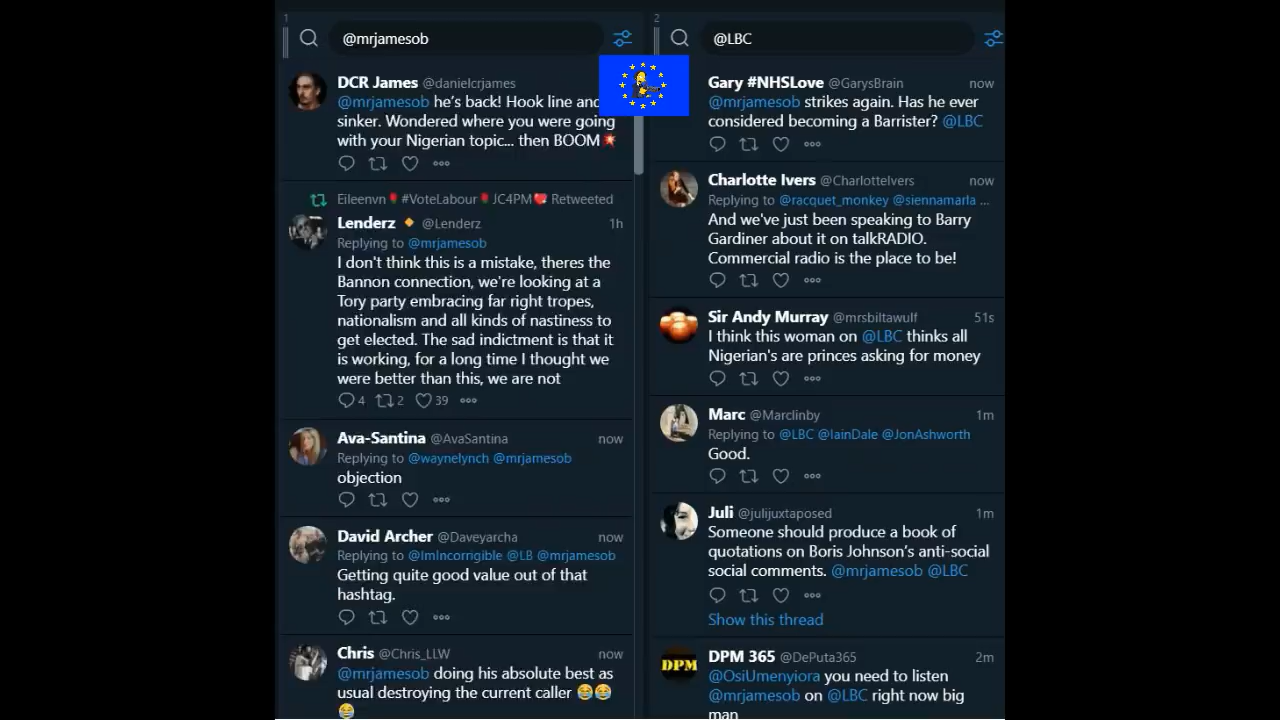 1
@mrjamesob
DCR James @danielcrjames
@mrjamesob he's back! Hook line and
sinker. Wondered where you were going
with your Nigerian topic... then BOOM💥
Eileenvn🌹#VoteLabour🌹JC4PM💖 Retweeted
Lenderz 🔸 @Lenderz 1h
Replying to @mrjamesob
I don't think this is a mistake, theres the
Bannon connection, we're looking at a
Tory party embracing far right tropes,
nationalism and all kinds of nastiness to
get elected. The sad indictment is that it
is working, for a long time I thought we
were better than this, we are not
4 2 39
Ava-Santina @AvaSantina now
Replying to @waynelynch @mrjamesob
objection
David Archer @Daveyarcha now
Replying to @ImIncorrigible @LB @mrjamesob
Getting quite good value out of that
hashtag.
Chris @Chris_LLW now
@mrjamesob doing his absolute best as
usual destroying the current caller 😂😂
😂
2
@LBC
Gary #NHSLove @GarysBrain now
@mrjamesob strikes again. Has he ever
considered becoming a Barrister? @LBC
Charlotte Ivers @CharlotteIvers now
Replying to @racquet_monkey @siennamarla ...
And we've just been speaking to Barry
Gardiner about it on talkRADIO.
Commercial radio is the place to be!
Sir Andy Murray @mrsbiltawulf 51s
I think this woman on @LBC thinks all
Nigerian's are princes asking for money
Marc @Marclinby 1m
Replying to @LBC @IainDale @JonAshworth
Good.
Juli @julijuxtaposed 1m
Someone should produce a book of
quotations on Boris Johnson's anti-social
social comments. @mrjamesob @LBC
Show this thread
DPM
DPM 365 @DePuta365 2m
@OsiUmenyiora you need to listen
@mrjamesob on @LBC right now big
man